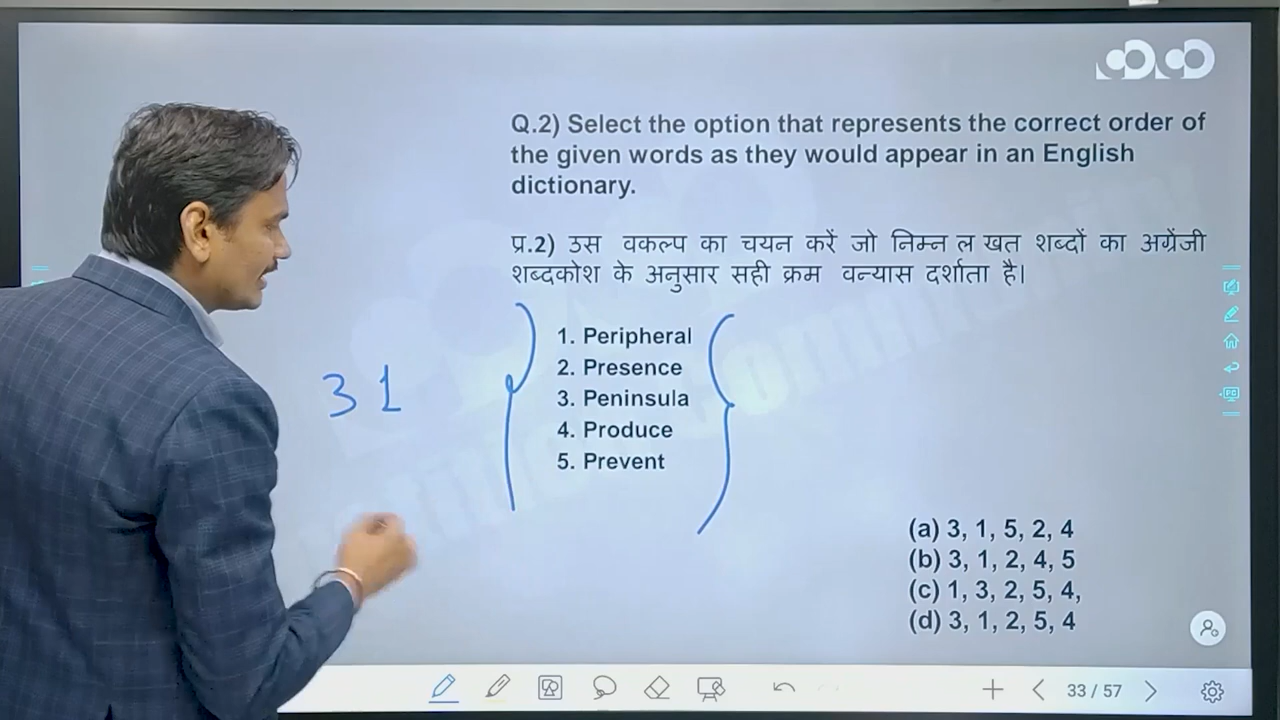 Q.2) Select the option that represents the correct order of
the given words as they would appear in an English
dictionary.
प्र.2) उस वकल्प का चयन करें जो निम्न ल खत शब्दों का अग्रेंजी
शब्दकोश के अनुसार सही क्रम वन्यास दर्शाता है।
1. Peripheral
2. Presence
3. Peninsula
4. Produce
5. Prevent
3 1
(a) 3, 1, 5, 2, 4
(b) 3, 1, 2, 4, 5
(c) 1, 3, 2, 5, 4,
(d) 3, 1, 2, 5, 4
33 / 57